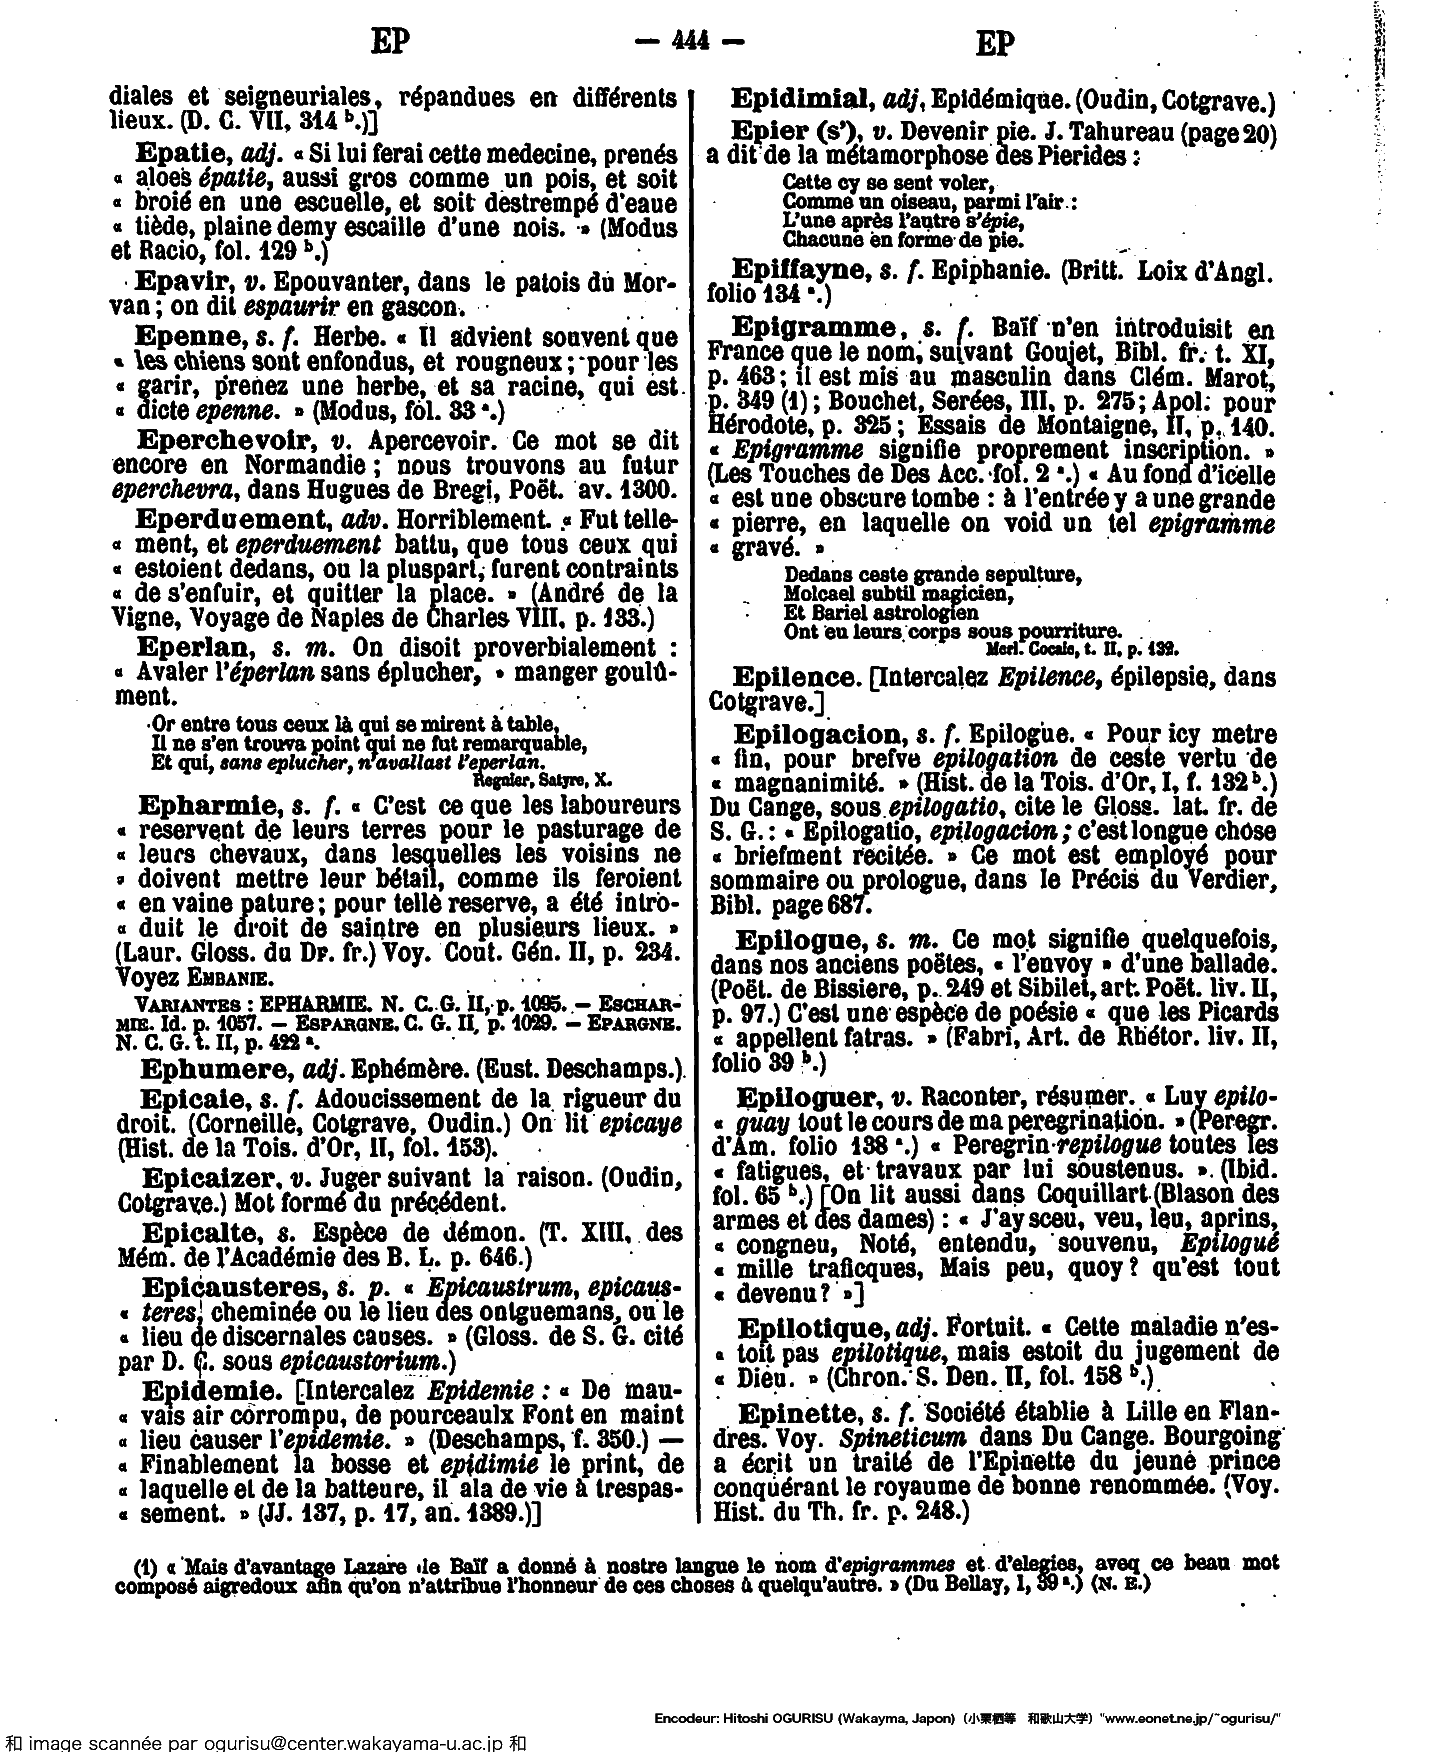 EP
— 444 —
EP
diales et seigneuriales, répandues en différents
lieux. (D. C. VII, 314 b.)]
Epatie, adj. « Si lui ferai cette medecine, prenés
« aloes épatie, aussi gros comme un pois, et soit
« broié en une escuelle, et soit destrempé d'eaue
« tiède, plaine demy escaille d'une nois. » (Modus
et Racio, fol. 129 b.)
Epavir, v. Epouvanter, dans le patois du Mor-
van ; on dit espaurir en gascon.
Epenne, s. f. Herbe. « Il advient souvent que
« les chiens sont enfondus, et rougneux ; pour les
« garir, prenez une herbe, et sa racine, qui est
« dicte epenne. » (Modus, fol. 33 a.)
Eperchevoir, v. Apercevoir. Ce mot se dit
encore en Normandie ; nous trouvons au futur
eperchevra, dans Hugues de Bregi, Poët. av. 1300.
Eperduement, adv. Horriblement. « Fut telle-
« ment, et eperduement battu, que tous ceux qui
« estoient dedans, ou la pluspart, furent contraints
« de s'enfuir, et quitter la place. » (André de la
Vigne, Voyage de Naples de Charles VIII, p. 133.)
Eperlan, s. m. On disoit proverbialement :
« Avaler l'éperlan sans éplucher, » manger goulû-
ment.
Or entre tous ceux là qui se mirent à table,
Il ne s'en trouva point qui ne fut remarquable,
Et qui, sans eplucher, n'avallast l'eperlan.
Regnier, Satyre, X.
Epharmie, s. f. « C'est ce que les laboureurs
« reservent de leurs terres pour le pasturage de
« leurs chevaux, dans lesquelles les voisins ne
» doivent mettre leur bétail, comme ils feroient
« en vaine pature ; pour telle reserve, a été intro-
« duit le droit de saintre en plusieurs lieux. »
(Laur. Gloss. du Dr. fr.) Voy. Cout. Gén. II, p. 234.
Voyez EMBANIE.
VARIANTES : EPHARMIE. N. C. G. II, p. 1095. — ESCHAR-
MIE. Id. p. 1057. — ESPARGNE. C. G. II, p. 1029. — EPARGNE.
N. C. G. t. II, p. 422 a.
Ephumere, adj. Ephémère. (Eust. Deschamps.)
Epicaie, s. f. Adoucissement de la rigueur du
droit. (Corneille, Cotgrave, Oudin.) On lit epicaye
(Hist. de la Tois. d'Or, II, fol. 153).
Epicaizer, v. Juger suivant la raison. (Oudin,
Cotgrave.) Mot formé du précédent.
Epicalte, s. Espèce de démon. (T. XIII, des
Mém. de l'Académie des B. L. p. 646.)
Epicausteres, s. p. « Epicaustrum, epicaus-
« teres, cheminée ou le lieu des ontguemans, ou le
« lieu de discernales causes. » (Gloss. de S. G. cité
par D. C. sous epicaustorium.)
Epidemie. [Intercalez Epidemie : « De mau-
« vais air corrompu, de pourceaulx Font en maint
« lieu causer l'epidemie. » (Deschamps, f. 350.) —
« Finablement la bosse et epidimie le print, de
« laquelle et de la batteure, il ala de vie à trespas-
« sement. » (JJ. 137, p. 17, an. 1389.)]
Epidimial, adj. Epidémique. (Oudin, Cotgrave.)
Epier (s'), v. Devenir pie. J. Tahureau (page 20)
a dit de la métamorphose des Pierides :
Cette cy se sent voler,
Comme un oiseau, parmi l'air :
L'une après l'autre s'épie,
Chacune en forme de pie.
Epiffayne, s. f. Epiphanie. (Britt. Loix d'Angl.
folio 134 a.)
Epigramme, s. f. Baïf n'en introduisit en
France que le nom, suivant Goujet, Bibl. fr. t. XI,
p. 463 ; il est mis au masculin dans Clém. Marot,
p. 349 (1) ; Bouchet, Serées, III, p. 275 ; Apol. pour
Hérodote, p. 325 ; Essais de Montaigne, II, p. 140.
« Epigramme signifie proprement inscription. »
(Les Touches de Des Acc. fol. 2 a.) « Au fond d'icelle
« est une obscure tombe : à l'entrée y a une grande
« pierre, en laquelle on void un tel epigramme
« gravé. »
Dedans ceste grande sepulture,
Molcael subtil magicien,
Et Bariel astrologien
Ont eu leurs corps sous pourriture.
Merl. Cocaie, t. II, p. 132.
Epilence. [Intercalez Epilence, épilepsie, dans
Cotgrave.]
Epilogacion, s. f. Epilogue. « Pour icy metre
« fin, pour brefve epilogation de ceste vertu de
« magnanimité. » (Hist. de la Tois. d'Or, I, f. 132 b.)
Du Cange, sous epilogatio, cite le Gloss. lat. fr. de
S. G. : « Epilogatio, epilogacion ; c'est longue chose
« briefment recitée. » Ce mot est employé pour
sommaire ou prologue, dans le Précis du Verdier,
Bibl. page 687.
Epilogue, s. m. Ce mot signifie quelquefois,
dans nos anciens poëtes, « l'envoy » d'une ballade.
(Poët. de Bissiere, p. 249 et Sibilet, art. Poët. liv. II,
p. 97.) C'est une espèce de poésie « que les Picards
« appellent fatras. » (Fabri, Art. de Rhétor. liv. II,
folio 39 b.)
Epiloguer, v. Raconter, résumer. « Luy epilo-
« guay tout le cours de ma peregrination. » (Peregr.
d'Am. folio 138 a.) « Peregrin repilogue toutes les
« fatigues, et travaux par lui soustenus. » (Ibid.
fol. 65 b.) [On lit aussi dans Coquillart (Blason des
armes et des dames) : « J'ay sceu, veu, leu, aprins,
« congneu, Noté, entendu, souvenu, Epilogué
« mille traficques, Mais peu, quoy ? qu'est tout
« devenu ? »]
Epilotique, adj. Fortuit. « Cette maladie n'es-
« toit pas epilotique, mais estoit du jugement de
« Dieu. » (Chron. S. Den. II, fol. 158 b.)
Epinette, s. f. Société établie à Lille en Flan-
dres. Voy. Spineticum dans Du Cange. Bourgoing
a écrit un traité de l'Epinette du jeune prince
conquérant le royaume de bonne renommée. (Voy.
Hist. du Th. fr. p. 248.)
(1) « Mais d'avantage Lazare de Baïf a donné à nostre langue le nom d'epigrammes et d'elegies, aveq ce beau mot
composé aigredoux afin qu'on n'attribue l'honneur de ces choses à quelqu'autre. » (Du Bellay, I, 39 a.) (N. E.)
Encodeur: Hitoshi OGURISU (Wakayma, Japon) (小栗栖等 和歌山大学) "www.eonet.ne.jp/~ogurisu/"
和 image scannée par ogurisu@center.wakayama-u.ac.jp 和